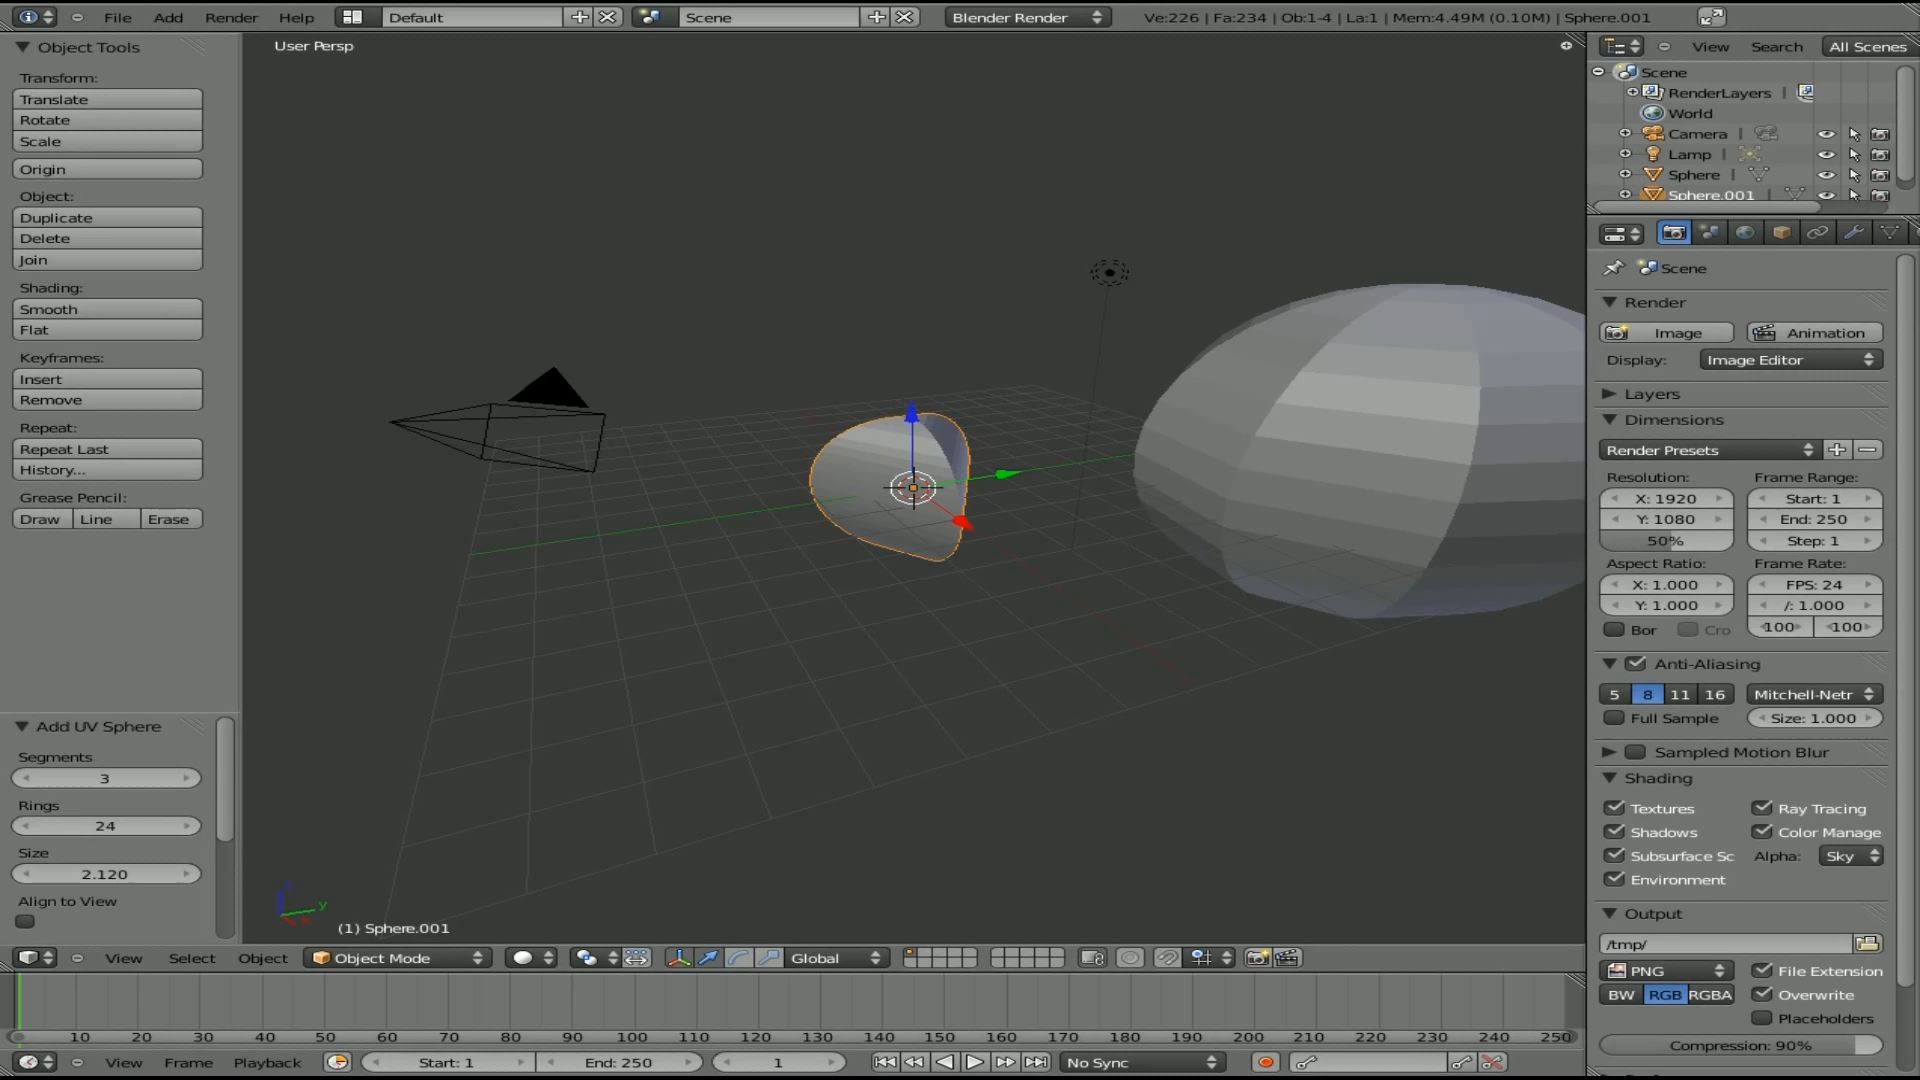 File Add Render Help Default Scene Blender Render Ve:226 | Fa:234 | Ob:1-4 | La:1 | Mem:4.49M (0.10M) | Sphere.001
Object Tools
Transform:
Translate
Rotate
Scale
Origin
Object:
Duplicate
Delete
Join
Shading:
Smooth
Flat
Keyframes:
Insert
Remove
Repeat:
Repeat Last
History...
Grease Pencil:
Draw Line Erase
Add UV Sphere
Segments
3
Rings
24
Size
2.120
Align to View
User Persp
y
(1) Sphere.001
View Search All Scenes
Scene
RenderLayers |
World
Camera |
Lamp |
Sphere |
Sphere.001 |
Scene
Render
Image Animation
Display: Image Editor
Layers
Dimensions
Render Presets
Resolution: Frame Range:
X: 1920 Start: 1
Y: 1080 End: 250
50% Step: 1
Aspect Ratio: Frame Rate:
X: 1.000 FPS: 24
Y: 1.000 /: 1.000
Bor Cro 100 100
Anti-Aliasing
5 8 11 16 Mitchell-Netr
Full Sample Size: 1.000
Sampled Motion Blur
Shading
Textures Ray Tracing
Shadows Color Manage
Subsurface Sc Alpha: Sky
Environment
Output
/tmp/
PNG File Extension
BW RGB RGBA Overwrite
Placeholders
Compression: 90%
View Select Object Object Mode Global
10 20 30 40 50 60 70 80 90 100 110 120 130 140 150 160 170 180 190 200 210 220 230 240 250
View Frame Playback Start: 1 End: 250 1 No Sync